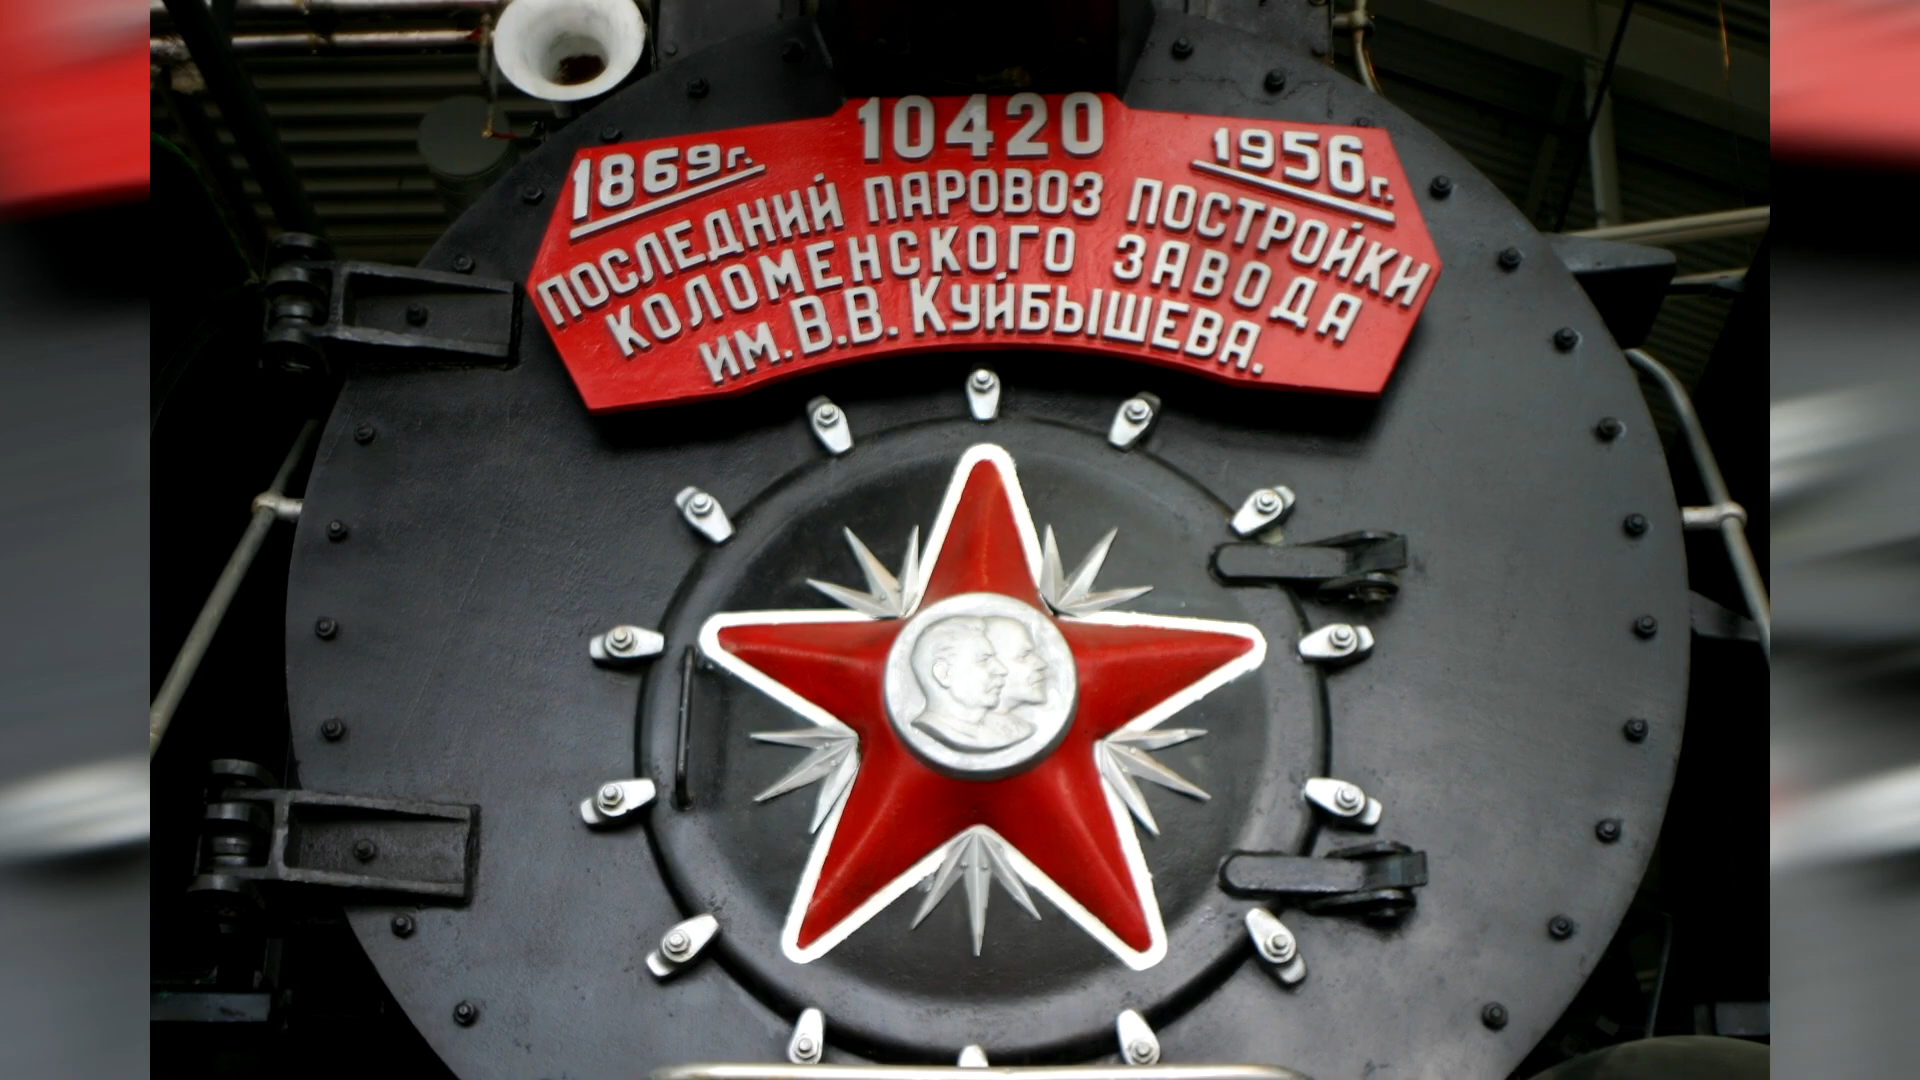 10420
1869г. 1956г.
ПОСЛЕДНИЙ ПАРОВОЗ ПОСТРОЙКИ
КОЛОМЕНСКОГО ЗАВОДА
ИМ. В.В. КУЙБЫШЕВА.